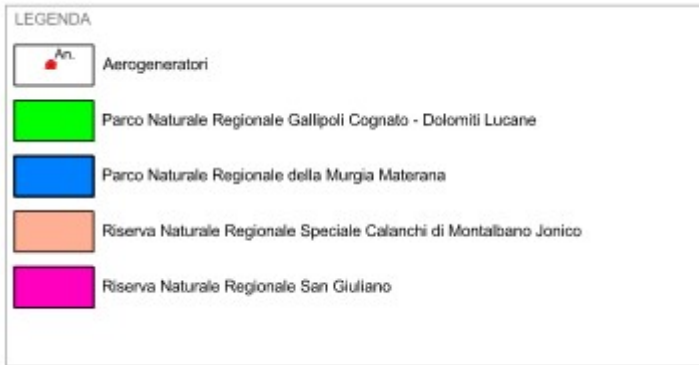 LEGENDA
An.
Aerogeneratori
Parco Naturale Regionale Gallipoli Cognato - Dolomiti Lucane
Parco Naturale Regionale della Murgia Materana
Riserva Naturale Regionale Speciale Calanchi di Montalbano Jonico
Riserva Naturale Regionale San Giuliano